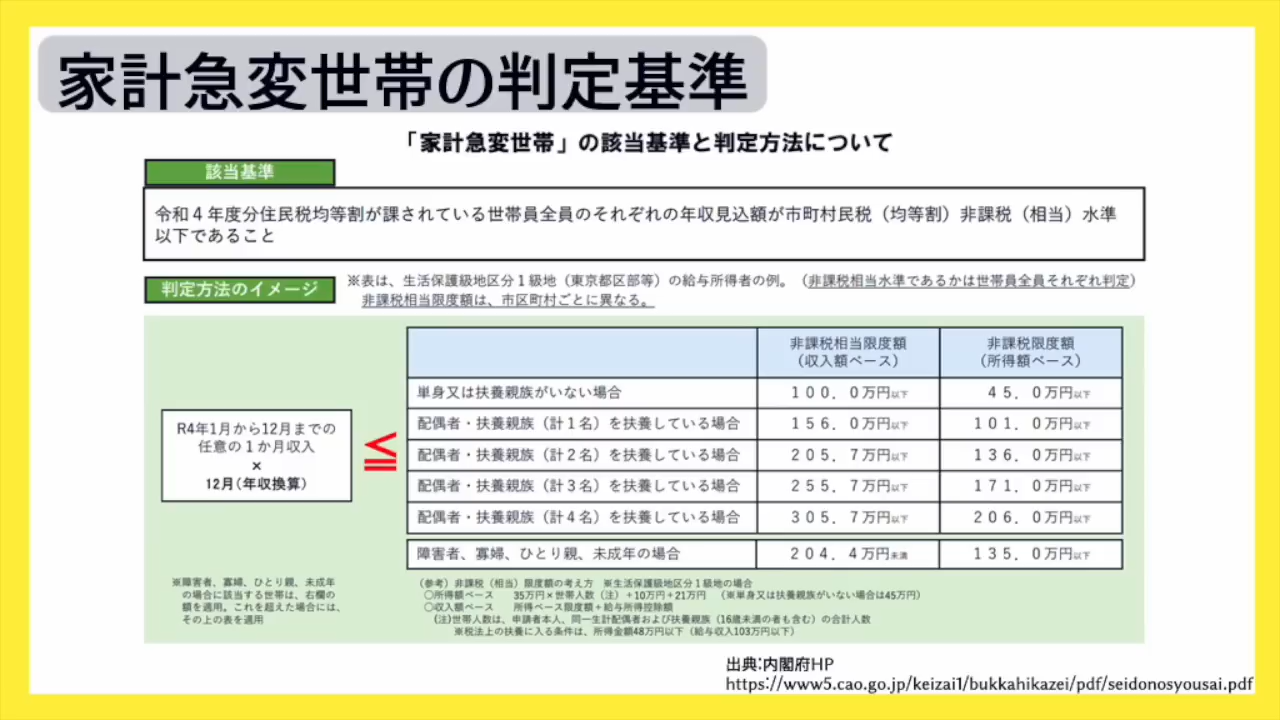 家計急変世帯の判定基準
「家計急変世帯」の該当基準と判定方法について
該当基準
令和4年度分住民税均等割が課されている世帯員全員のそれぞれの年収見込額が市町村民税（均等割）非課税（相当）水準
以下であること
判定方法のイメージ
※表は、生活保護級地区分1級地（東京都区部等）の給与所得者の例。（非課税相当水準であるかは世帯員全員それぞれ判定）
非課税相当限度額は、市区町村ごとに異なる。
R4年1月から12月までの
任意の1か月収入
×
12月（年収換算）
≦
非課税相当限度額
（収入額ベース）
非課税限度額
（所得額ベース）
単身又は扶養親族がいない場合 １００．０万円以下 ４５．０万円以下
配偶者・扶養親族（計１名）を扶養している場合 １５６．０万円以下 １０１．０万円以下
配偶者・扶養親族（計２名）を扶養している場合 ２０５．７万円以下 １３６．０万円以下
配偶者・扶養親族（計３名）を扶養している場合 ２５５．７万円以下 １７１．０万円以下
配偶者・扶養親族（計４名）を扶養している場合 ３０５．７万円以下 ２０６．０万円以下
障害者、寡婦、ひとり親、未成年の場合 ２０４．４万円未満 １３５．０万円以下
※障害者、寡婦、ひとり親、未成年
の場合に該当する世帯は、右欄の
額を適用。これを超えた場合には、
その上の表を適用
（参考）非課税（相当）限度額の考え方　※生活保護級地区分１級地の場合
○所得額ベース　35万円×世帯人数（注）+10万円+21万円　（※単身又は扶養親族がいない場合は45万円）
○収入額ベース　所得ベース限度額＋給与所得控除額
(注)世帯人数は、申請者本人、同一生計配偶者および扶養親族（16歳未満の者も含む）の合計人数
※税法上の扶養に入る条件は、所得金額48万円以下（給与収入103万円以下）
出典:内閣府HP
https://www5.cao.go.jp/keizai1/bukkahikazei/pdf/seidonosyousai.pdf